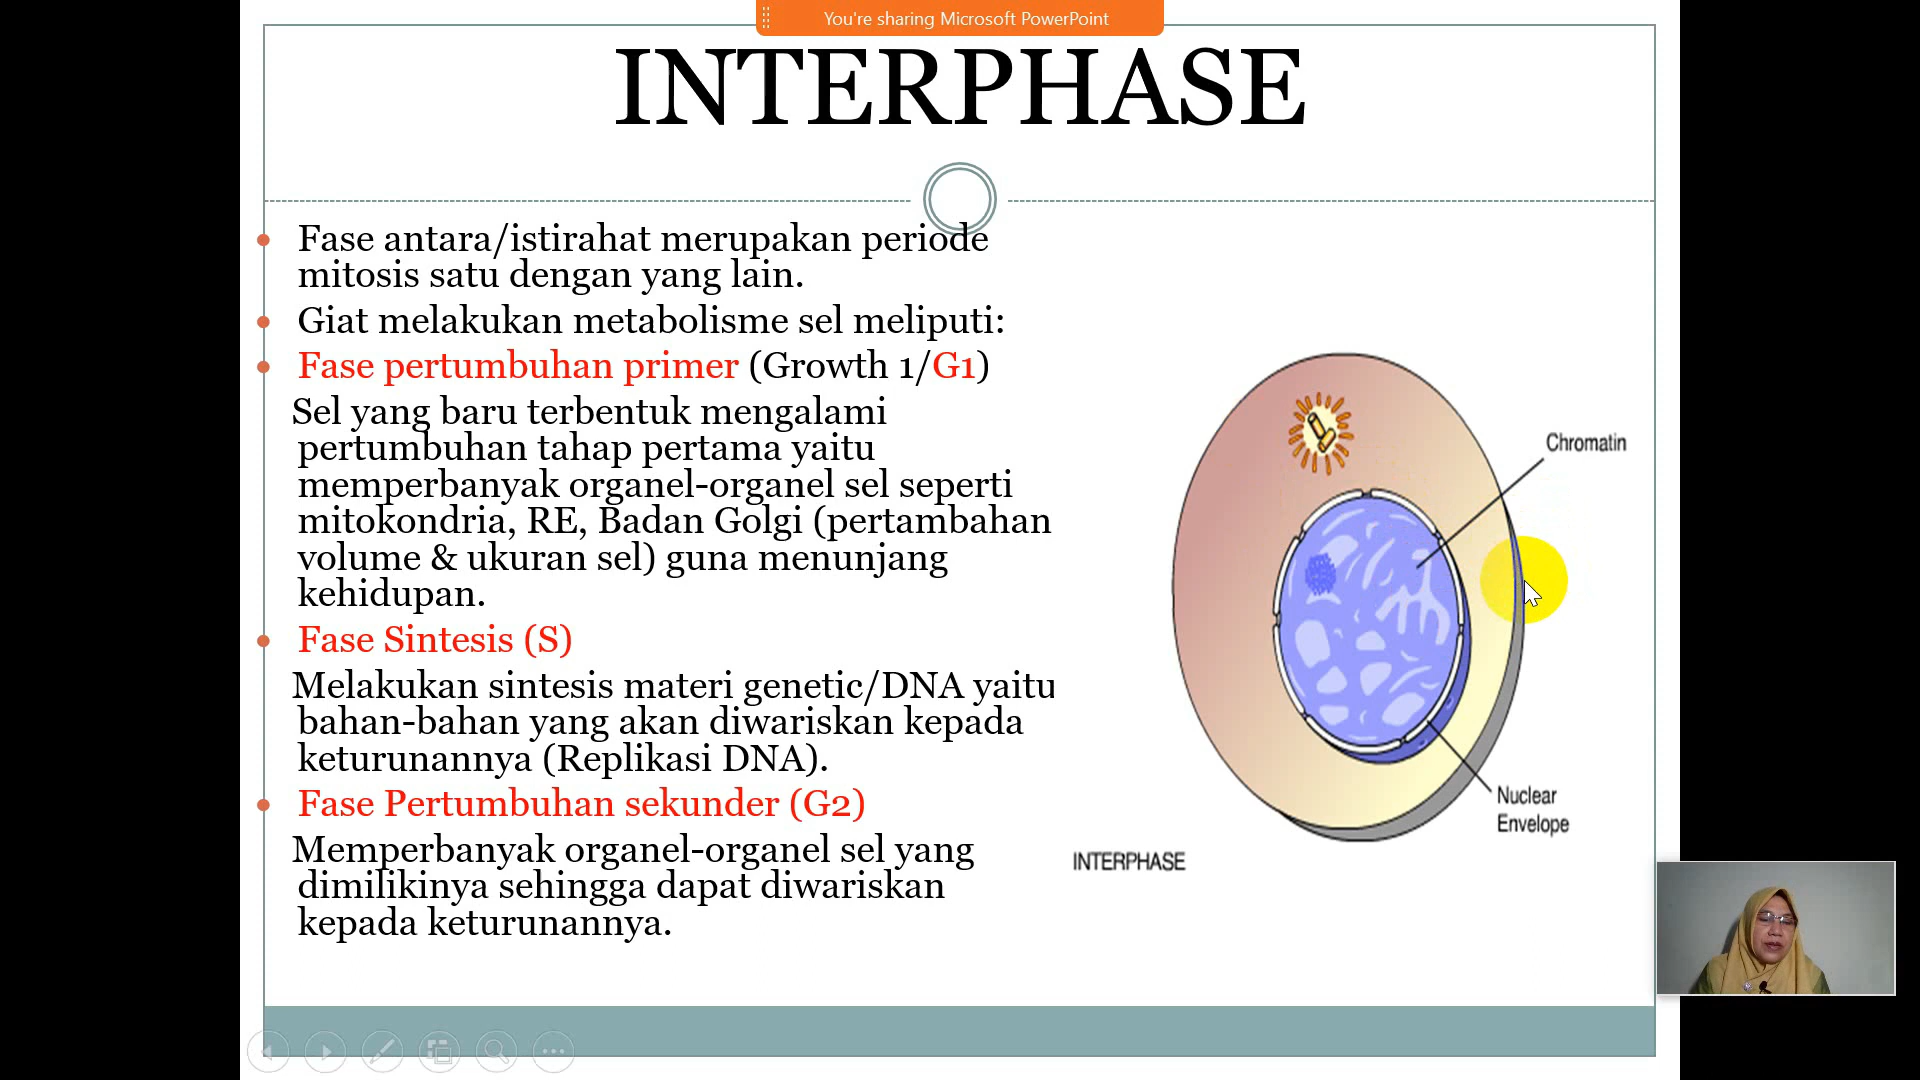 You're sharing Microsoft PowerPoint
INTERPHASE
Fase antara/istirahat merupakan periode
mitosis satu dengan yang lain.
Giat melakukan metabolisme sel meliputi:
Fase pertumbuhan primer (Growth 1/G1)
Sel yang baru terbentuk mengalami
pertumbuhan tahap pertama yaitu
memperbanyak organel-organel sel seperti
mitokondria, RE, Badan Golgi (pertambahan
volume & ukuran sel) guna menunjang
kehidupan.
Fase Sintesis (S)
Melakukan sintesis materi genetic/DNA yaitu
bahan-bahan yang akan diwariskan kepada
keturunannya (Replikasi DNA).
Fase Pertumbuhan sekunder (G2)
Memperbanyak organel-organel sel yang
dimilikinya sehingga dapat diwariskan
kepada keturunannya.
Chromatin
Nuclear
Envelope
INTERPHASE